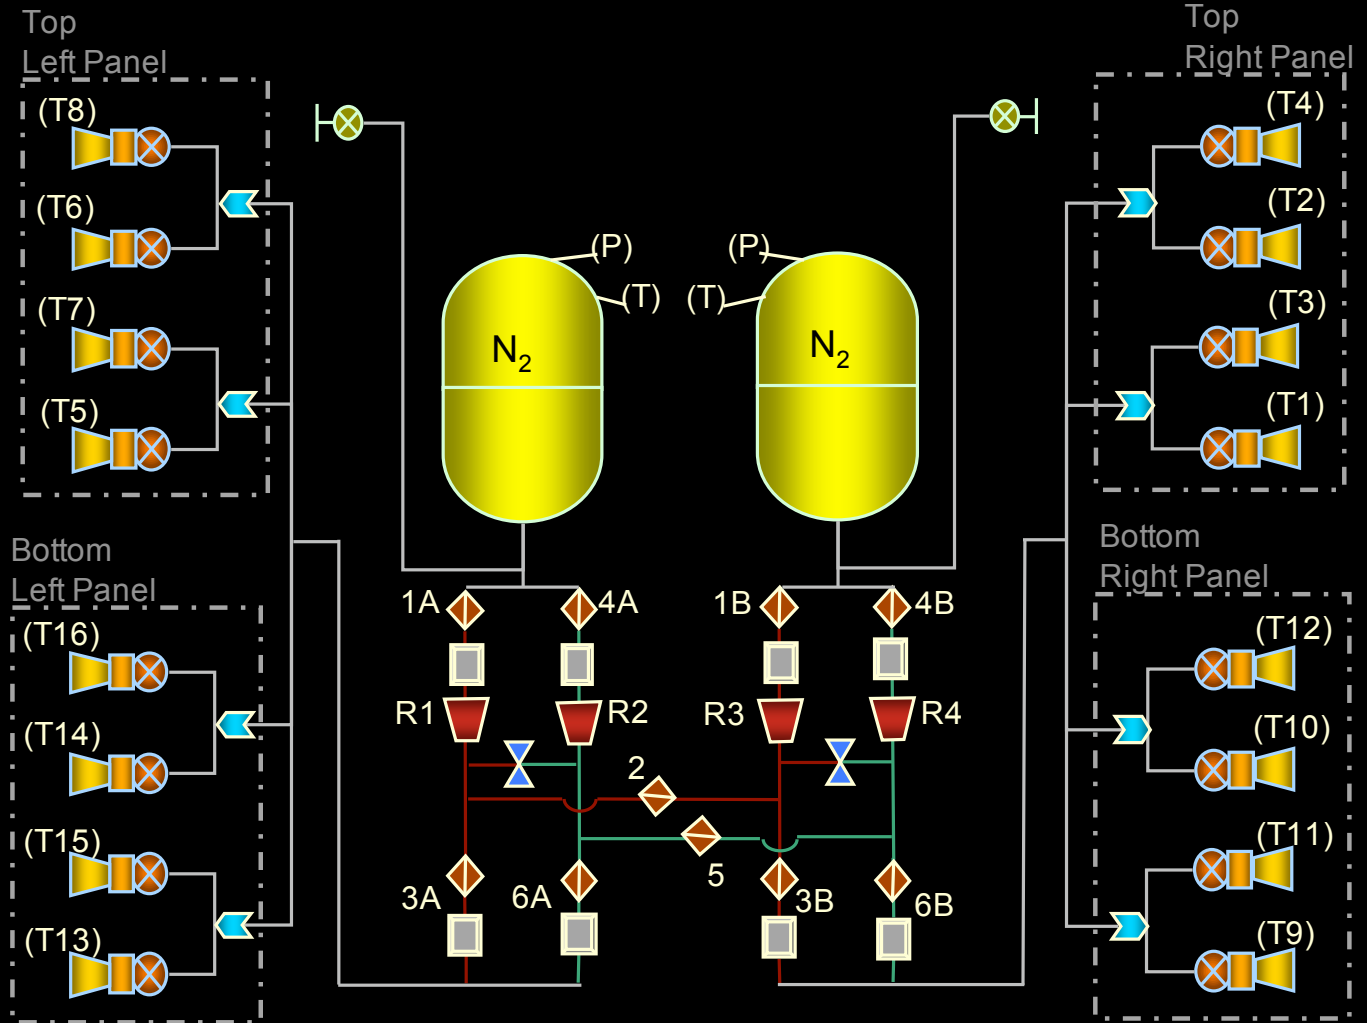 Top
Left Panel
(T8)
(T6)
(T7)
(T5)
Top
Right Panel
(T4)
(T2)
(T3)
(T1)
(P)
(T)
N2
(P)
(T)
N2
Bottom
Left Panel
(T16)
(T14)
(T15)
(T13)
Bottom
Right Panel
(T12)
(T10)
(T11)
(T9)
1A
4A
1B
4B
R1
R2
R3
R4
2
5
3A
6A
3B
6B